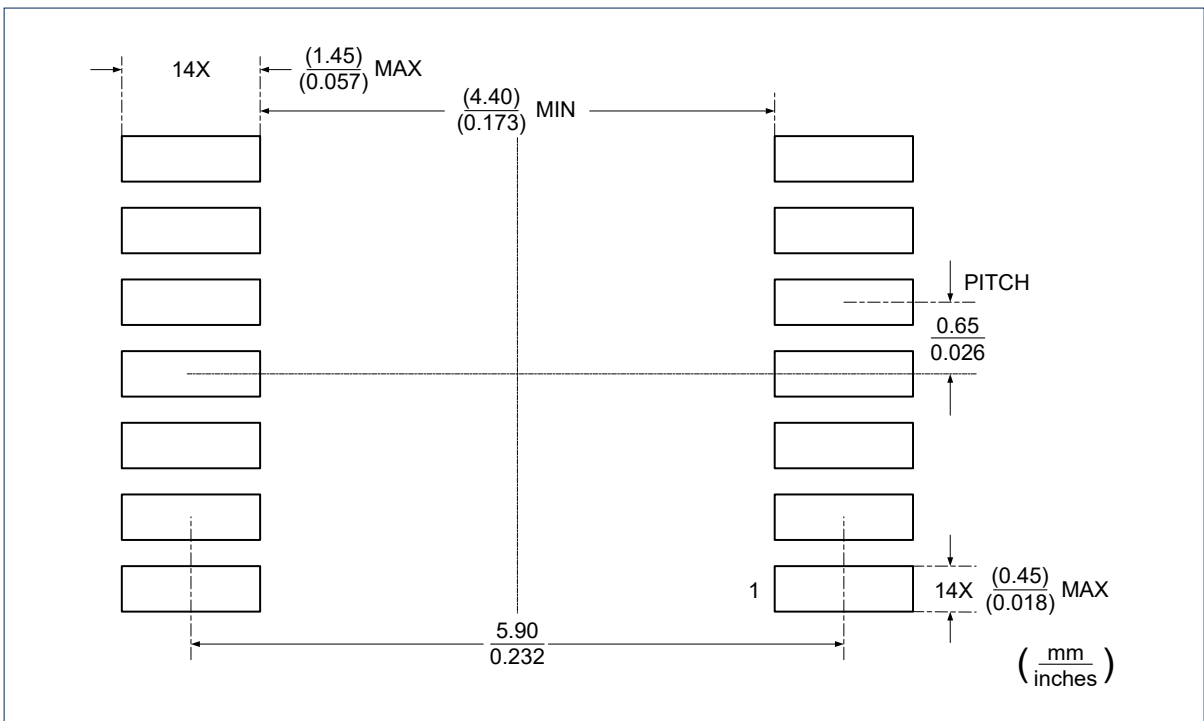 14X
(1.45)
(0.057)
MAX
(4.40)
(0.173)
MIN
PITCH
0.65
0.026
1
14X
(0.45)
(0.018)
MAX
5.90
0.232
(mm
inches)